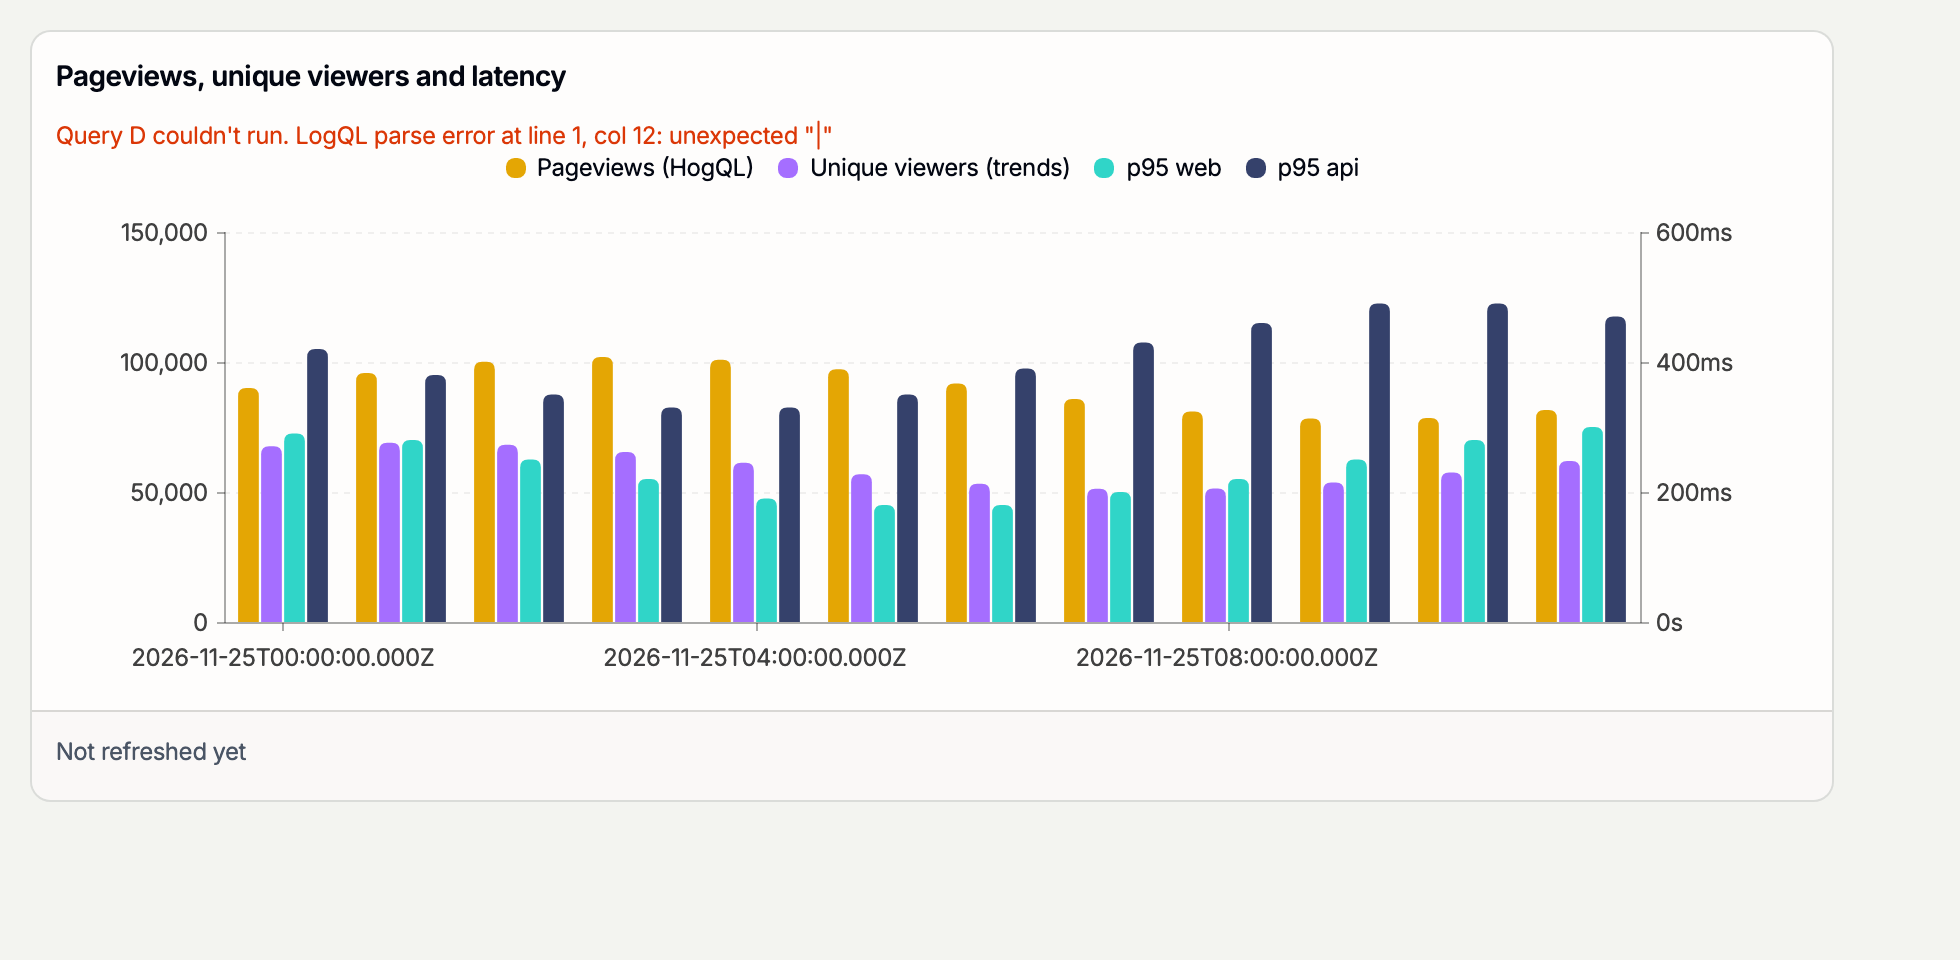 Pageviews, unique viewers and latency
Query D couldn't run. LogQL parse error at line 1, col 12: unexpected "|"
Pageviews (HogQL) Unique viewers (trends) p95 web p95 api
150,000 600ms
100,000 400ms
50,000 200ms
0 0s
2026-11-25T00:00:00.000Z 2026-11-25T04:00:00.000Z 2026-11-25T08:00:00.000Z
Not refreshed yet